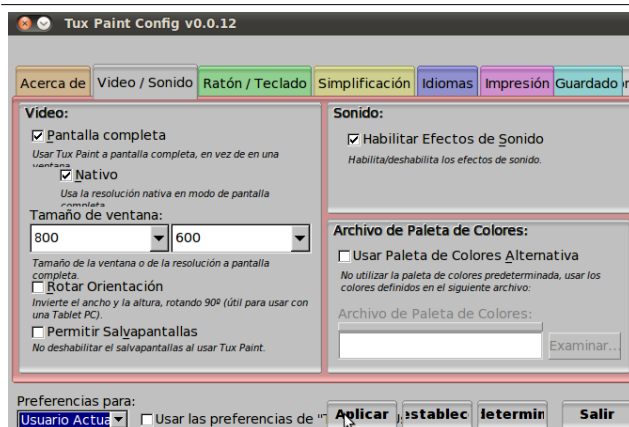 Tux Paint Config v0.0.12
Acerca de Video / Sonido Ratón / Teclado Simplificación Idiomas Impresión Guardado
Video:
Pantalla completa
Usar Tux Paint a pantalla completa, en vez de en una
ventana.
Nativo
Usa la resolución nativa en modo de pantalla
completa.
Tamaño de ventana:
800 600
Tamaño de la ventana o de la resolución a pantalla
completa.
Rotar Orientación
Invierte el ancho y la altura, rotando 90º (útil para usar con
una Tablet PC).
Permitir Salvapantallas
No deshabilitar el salvapantallas al usar Tux Paint.
Sonido:
Habilitar Efectos de Sonido
Habilita/deshabilita los efectos de sonido.
Archivo de Paleta de Colores:
Usar Paleta de Colores Alternativa
No utilizar la paleta de colores predeterminada, usar los
colores definidos en el siguiente archivo:
Archivo de Paleta de Colores:
Examinar...
Preferencias para:
Usuario Actua Usar las preferencias de
Aplicar establec determin Salir